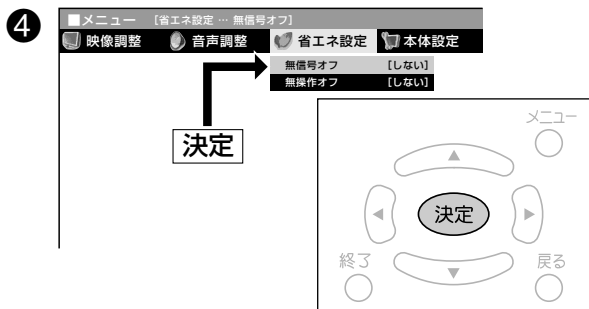 ❹
■メニュー [省エネ設定 … 無信号オフ]
映像調整 音声調整 省エネ設定 本体設定
無信号オフ [しない]
無操作オフ [しない]
決定
メニュー
▲
◀ 決定 ▶
▼
終了 戻る